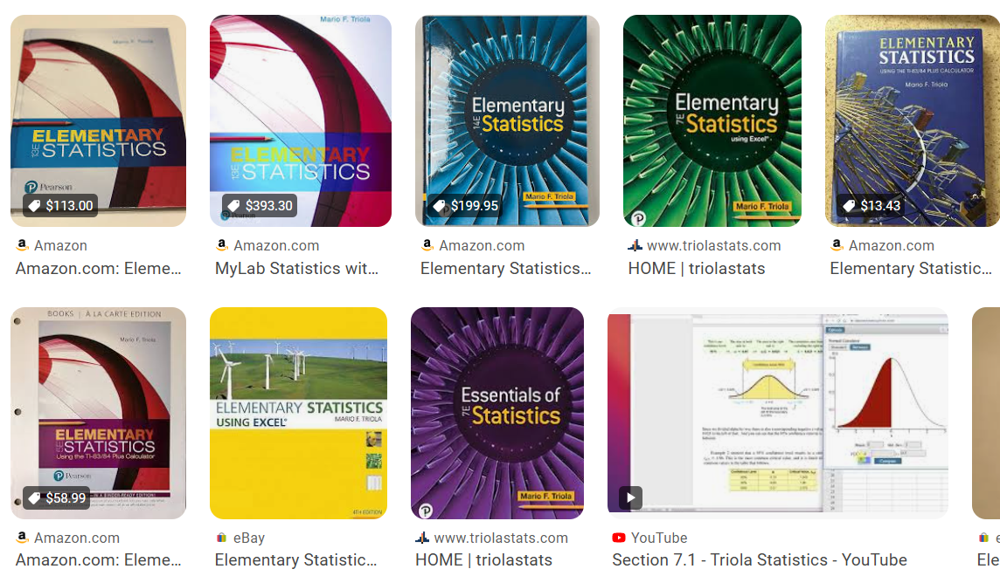 Mario F. Triola
13E
ELEMENTARY
STATISTICS
Pearson
$113.00
Amazon
Amazon.com: Eleme...
Mario F. Triola
13E
ELEMENTARY
STATISTICS
$393.30
Amazon.com
MyLab Statistics wit...
14E
Elementary
Statistics
Mario F. Triola
$199.95
Amazon.com
Elementary Statistics...
7E
Elementary
Statistics
using Excel®
Mario F. Triola
www.triolastats.com
HOME | triolastats
ELEMENTARY
STATISTICS
USING THE TI-83/84 PLUS CALCULATOR
Mario F. Triola
$13.43
Amazon.com
Elementary Statistic...
BOOKS | A LA CARTE EDITION
Mario F. Triola
ELEMENTARY
STATISTICS
Using the TI-83/84 Plus Calculator
Pearson
$58.99
Amazon.com
Amazon.com: Eleme...
ELEMENTARY STATISTICS
USING EXCEL®
MARIO F. TRIOLA
4TH EDITION
eBay
Elementary Statistic...
7E
Essentials of
Statistics
Mario F. Triola
www.triolastats.com
HOME | triolastats
YouTube
Section 7.1 - Triola Statistics - YouTube
e
Ele